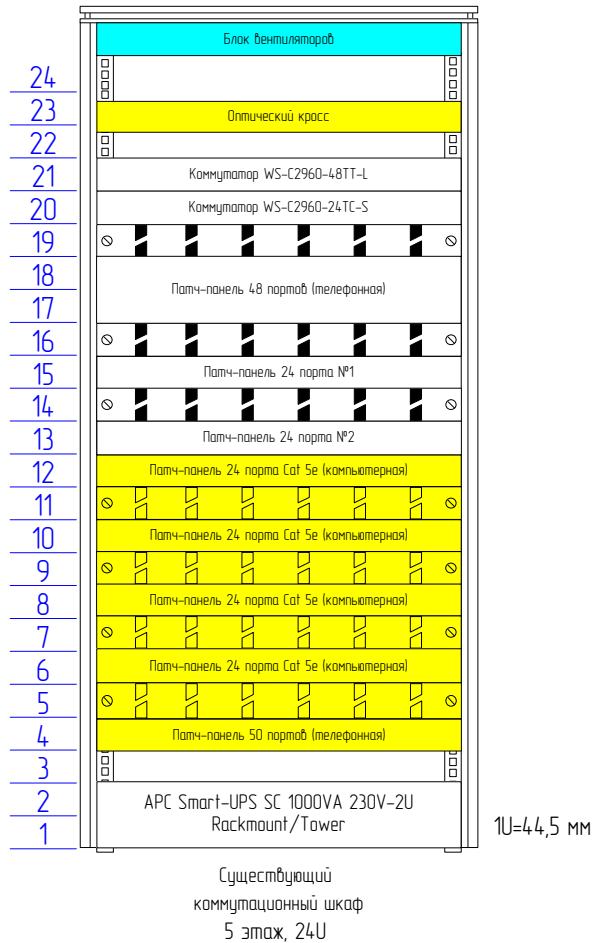 Блок вентиляторов
24
23
Оптический кросс
22
21
Коммутатор WS-C2960-48TT-L
20
Коммутатор WS-C2960-24TC-S
19
18
Патч-панель 48 портов (телефонная)
17
16
15
Патч-панель 24 порта №1
14
13
Патч-панель 24 порта №2
12
Патч-панель 24 порта Cat 5e (компьютерная)
11
10
Патч-панель 24 порта Cat 5e (компьютерная)
9
8
Патч-панель 24 порта Cat 5e (компьютерная)
7
6
Патч-панель 24 порта Cat 5e (компьютерная)
5
4
Патч-панель 50 портов (телефонная)
3
2
APC Smart-UPS SC 1000VA 230V-2U
Rackmount/Tower
1
1U=44,5 мм
Существующий
коммутационный шкаф
5 этаж, 24U